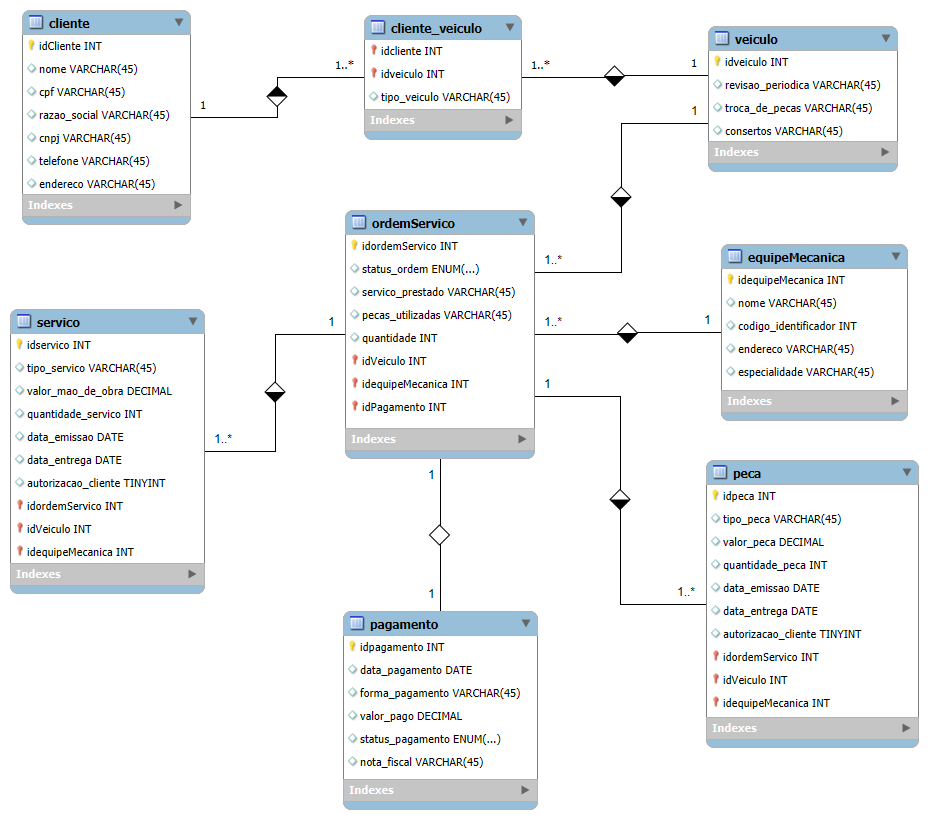 cliente
idCliente INT
nome VARCHAR(45)
cpf VARCHAR(45)
razao_social VARCHAR(45)
cnpj VARCHAR(45)
telefone VARCHAR(45)
endereco VARCHAR(45)
Indexes
1
1..*
cliente_veiculo
idcliente INT
idveiculo INT
tipo_veiculo VARCHAR(45)
Indexes
1..*
1
veiculo
idveiculo INT
revisao_periodica VARCHAR(45)
troca_de_pecas VARCHAR(45)
consertos VARCHAR(45)
Indexes
1
1..*
ordemServico
idordemServico INT
status_ordem ENUM(...)
servico_prestado VARCHAR(45)
pecas_utilizadas VARCHAR(45)
quantidade INT
idVeiculo INT
idequipeMecanica INT
idPagamento INT
Indexes
1..*
1
equipeMecanica
idequipeMecanica INT
nome VARCHAR(45)
codigo_identificador INT
endereco VARCHAR(45)
especialidade VARCHAR(45)
Indexes
servico
idservico INT
tipo_servico VARCHAR(45)
valor_mao_de_obra DECIMAL
quantidade_servico INT
data_emissao DATE
data_entrega DATE
autorizacao_cliente TINYINT
idordemServico INT
idVeiculo INT
idequipeMecanica INT
Indexes
1
1..*
1
1..*
peca
idpeca INT
tipo_peca VARCHAR(45)
valor_peca DECIMAL
quantidade_peca INT
data_emissao DATE
data_entrega DATE
autorizacao_cliente TINYINT
idordemServico INT
idVeiculo INT
idequipeMecanica INT
Indexes
1
1
pagamento
idpagamento INT
data_pagamento DATE
forma_pagamento VARCHAR(45)
valor_pago DECIMAL
status_pagamento ENUM(...)
nota_fiscal VARCHAR(45)
Indexes